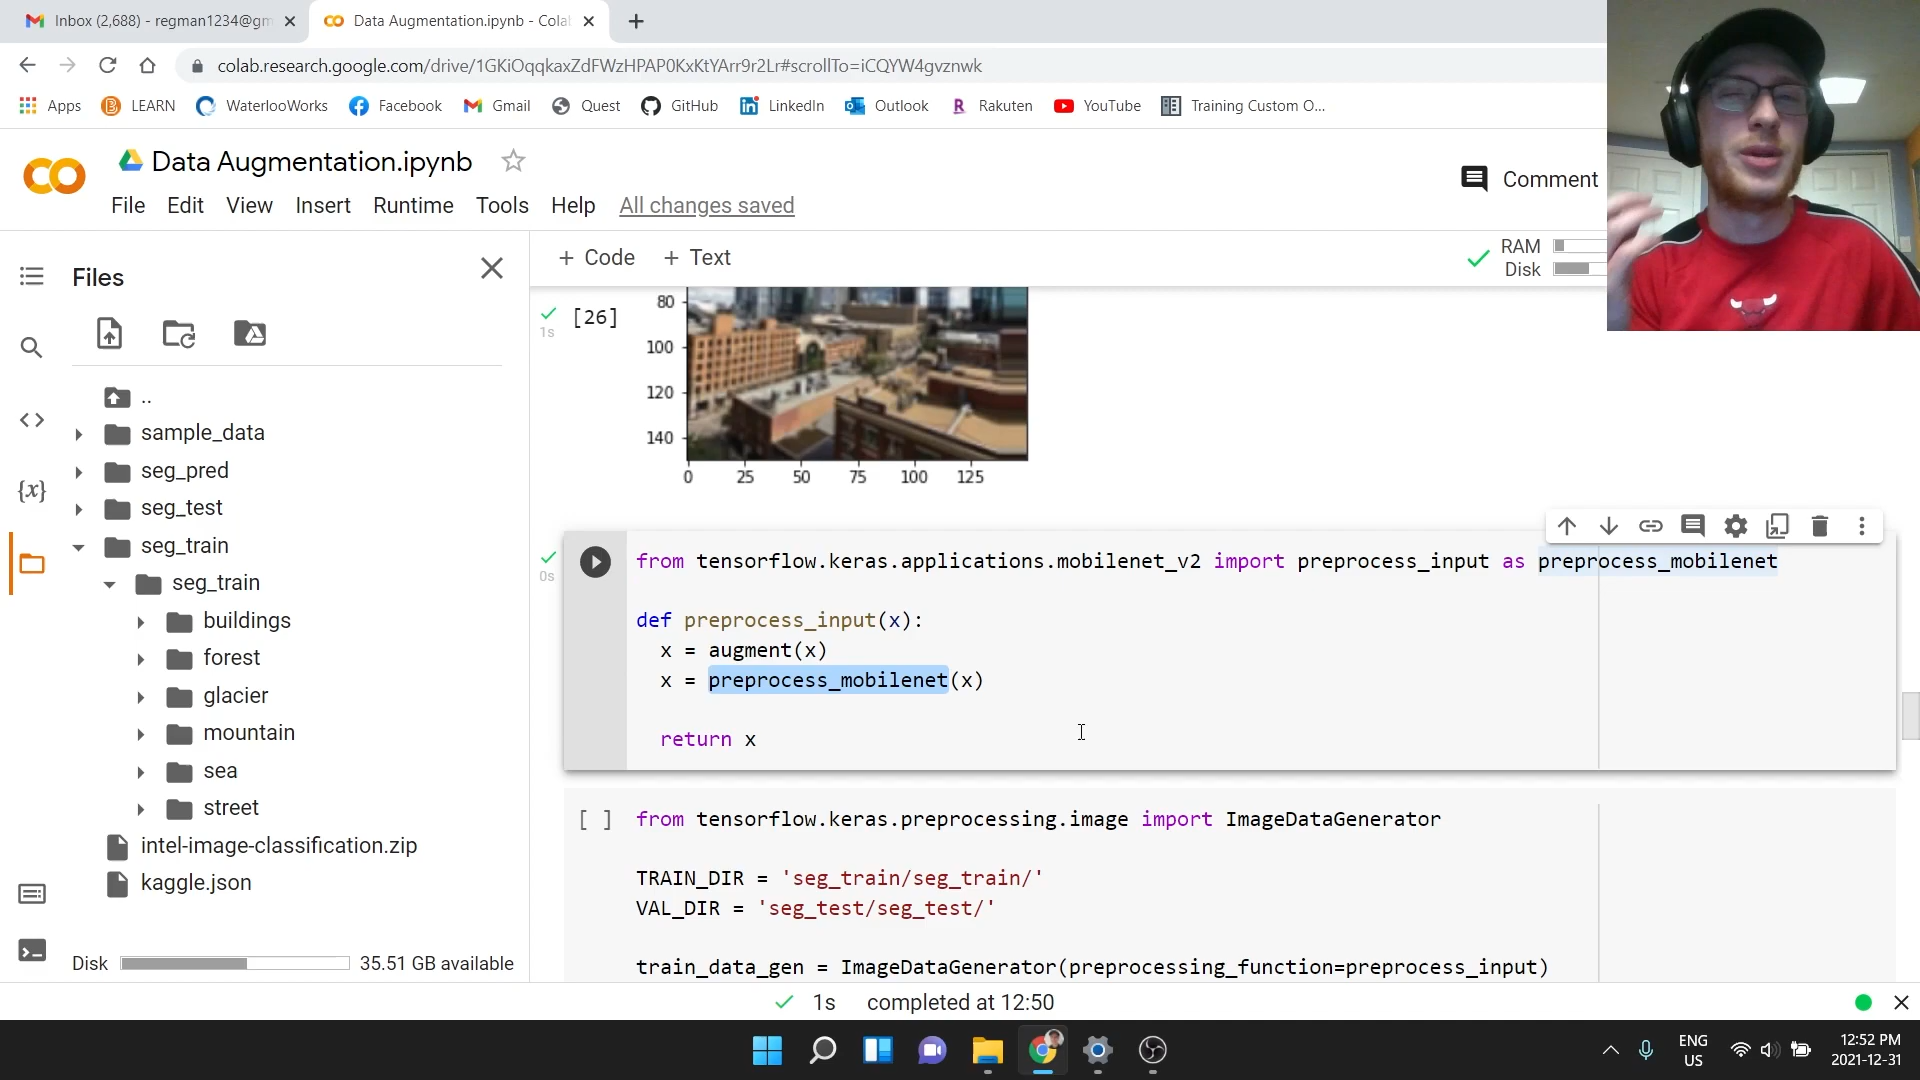 Inbox (2,688) - regman1234@gm
Data Augmentation.ipynb - Cola
colab.research.google.com/drive/1GKiOqqkaxZdFWzHPAP0KxKtYArr9r2Lr#scrollTo=iCQYW4gvznwk
Apps
LEARN
WaterlooWorks
Facebook
Gmail
Quest
GitHub
LinkedIn
Outlook
Rakuten
YouTube
Training Custom O...
Data Augmentation.ipynb
Comment
File Edit View Insert Runtime Tools Help All changes saved
Files
+ Code + Text
RAM
Disk
..
sample_data
seg_pred
seg_test
seg_train
seg_train
buildings
forest
glacier
mountain
sea
street
intel-image-classification.zip
kaggle.json
Disk 35.51 GB available
1s
[26]
80
100
120
140
0 25 50 75 100 125
0s
from tensorflow.keras.applications.mobilenet_v2 import preprocess_input as preprocess_mobilenet
def preprocess_input(x):
x = augment(x)
x = preprocess_mobilenet(x)
return x
[ ]
from tensorflow.keras.preprocessing.image import ImageDataGenerator
TRAIN_DIR = 'seg_train/seg_train/'
VAL_DIR = 'seg_test/seg_test/'
train_data_gen = ImageDataGenerator(preprocessing_function=preprocess_input)
1s completed at 12:50
ENG
US
12:52 PM
2021-12-31